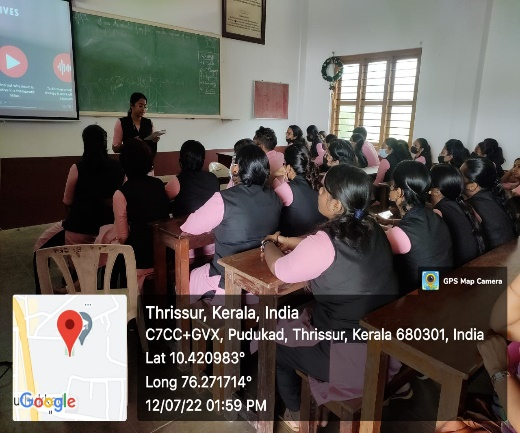 IVES
GPS Map Camera
Thrissur, Kerala, India
C7CC+GVX, Pudukad, Thrissur, Kerala 680301, India
Lat 10.420983°
Long 76.271714°
12/07/22 01:59 PM
Google